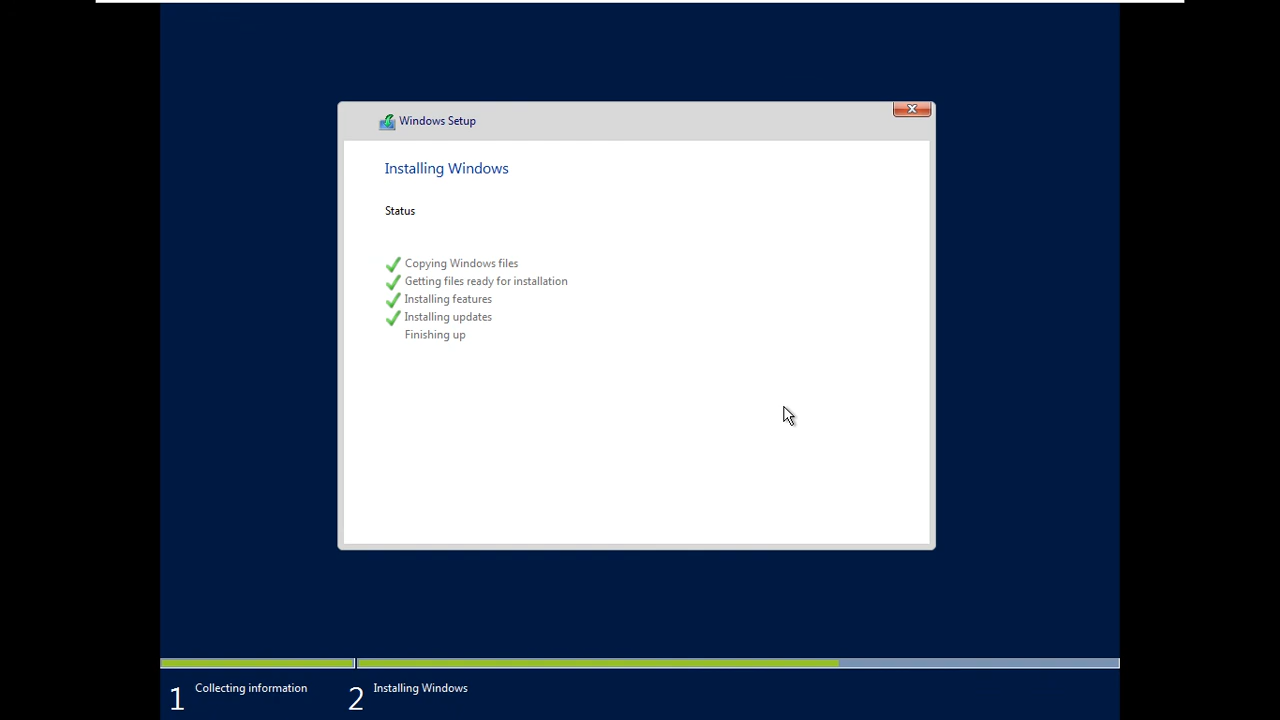 Windows Setup
Installing Windows
Status
Copying Windows files
Getting files ready for installation
Installing features
Installing updates
Finishing up
1 Collecting information
2 Installing Windows